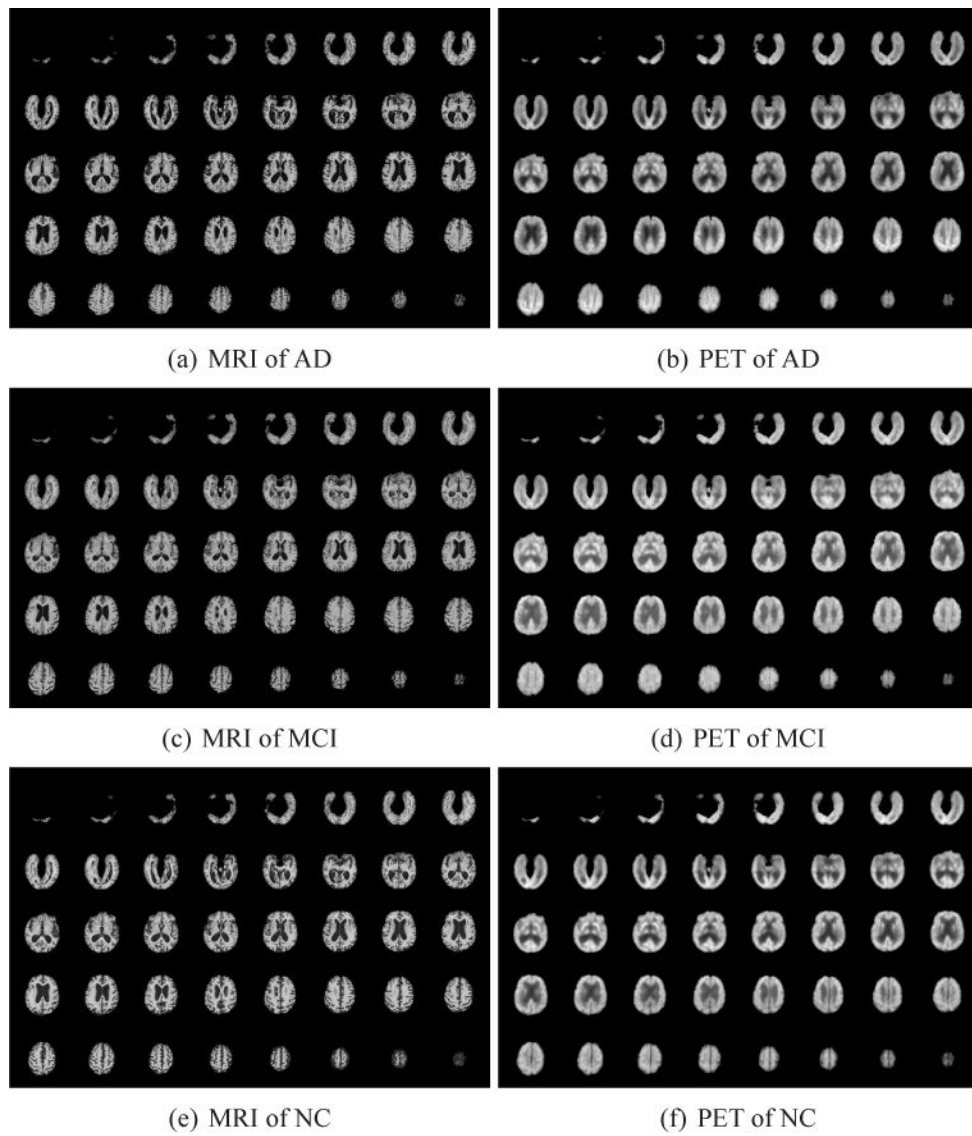 (a) MRI of AD
(b) PET of AD
(c) MRI of MCI
(d) PET of MCI
(e) MRI of NC
(f) PET of NC